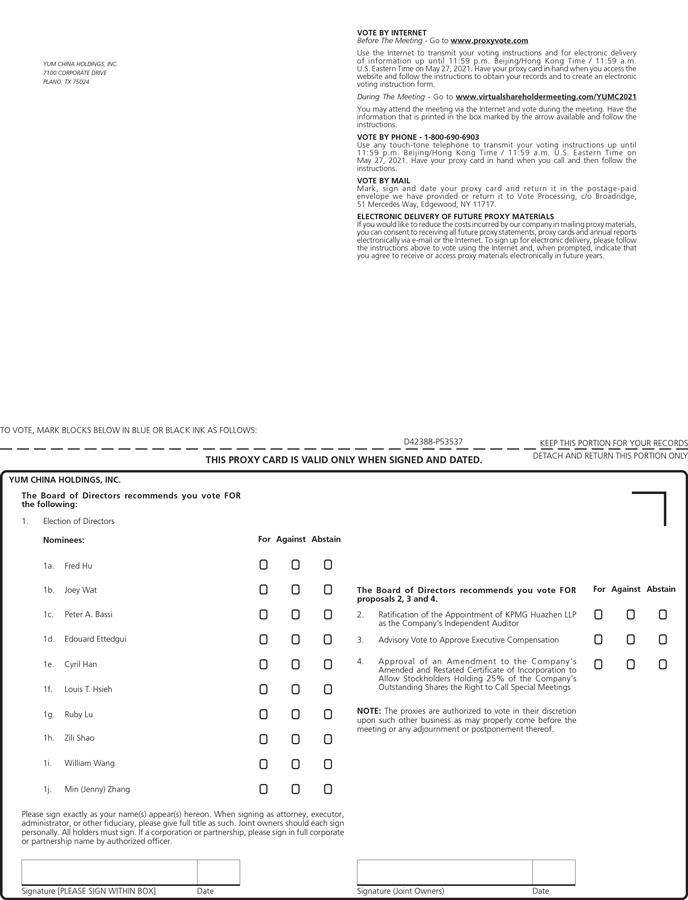 YUM CHINA HOLDINGS, INC.
7100 CORPORATE DRIVE
PLANO, TX 75024
VOTE BY INTERNET
Before The Meeting - Go to www.proxyvote.com
Use the Internet to transmit your voting instructions and for electronic delivery
of information up until 11:59 p.m. Beijing/Hong Kong Time / 11:59 a.m.
U.S. Eastern Time on May 27, 2021. Have your proxy card in hand when you access the
website and follow the instructions to obtain your records and to create an electronic
voting instruction form.
During The Meeting - Go to www.virtualshareholdermeeting.com/YUMC2021
You may attend the meeting via the Internet and vote during the meeting. Have the
information that is printed in the box marked by the arrow available and follow the
instructions.
VOTE BY PHONE - 1-800-690-6903
Use any touch-tone telephone to transmit your voting instructions up until
11:59 p.m. Beijing/Hong Kong Time / 11:59 a.m. U.S. Eastern Time on
May 27, 2021. Have your proxy card in hand when you call and then follow the
instructions.
VOTE BY MAIL
Mark, sign and date your proxy card and return it in the postage-paid
envelope we have provided or return it to Vote Processing, c/o Broadridge,
51 Mercedes Way, Edgewood, NY 11717.
ELECTRONIC DELIVERY OF FUTURE PROXY MATERIALS
If you would like to reduce the costs incurred by our company in mailing proxy materials,
you can consent to receiving all future proxy statements, proxy cards and annual reports
electronically via e-mail or the Internet. To sign up for electronic delivery, please follow
the instructions above to vote using the Internet and, when prompted, indicate that
you agree to receive or access proxy materials electronically in future years.
TO VOTE, MARK BLOCKS BELOW IN BLUE OR BLACK INK AS FOLLOWS:
D42388-P53537
KEEP THIS PORTION FOR YOUR RECORDS
DETACH AND RETURN THIS PORTION ONLY
THIS PROXY CARD IS VALID ONLY WHEN SIGNED AND DATED.
YUM CHINA HOLDINGS, INC.
The Board of Directors recommends you vote FOR
the following:
1. Election of Directors
Nominees: For Against Abstain
1a. Fred Hu
1b. Joey Wat
1c. Peter A. Bassi
1d. Edouard Ettedgui
1e. Cyril Han
1f. Louis T. Hsieh
1g. Ruby Lu
1h. Zili Shao
1i. William Wang
1j. Min (Jenny) Zhang
The Board of Directors recommends you vote FOR
proposals 2, 3 and 4.
For Against Abstain
2. Ratification of the Appointment of KPMG Huazhen LLP
as the Company's Independent Auditor
3. Advisory Vote to Approve Executive Compensation
4. Approval of an Amendment to the Company's
Amended and Restated Certificate of Incorporation to
Allow Stockholders Holding 25% of the Company's
Outstanding Shares the Right to Call Special Meetings
NOTE: The proxies are authorized to vote in their discretion
upon such other business as may properly come before the
meeting or any adjournment or postponement thereof.
Please sign exactly as your name(s) appear(s) hereon. When signing as attorney, executor,
administrator, or other fiduciary, please give full title as such. Joint owners should each sign
personally. All holders must sign. If a corporation or partnership, please sign in full corporate
or partnership name by authorized officer.
Signature [PLEASE SIGN WITHIN BOX] Date
Signature (Joint Owners) Date